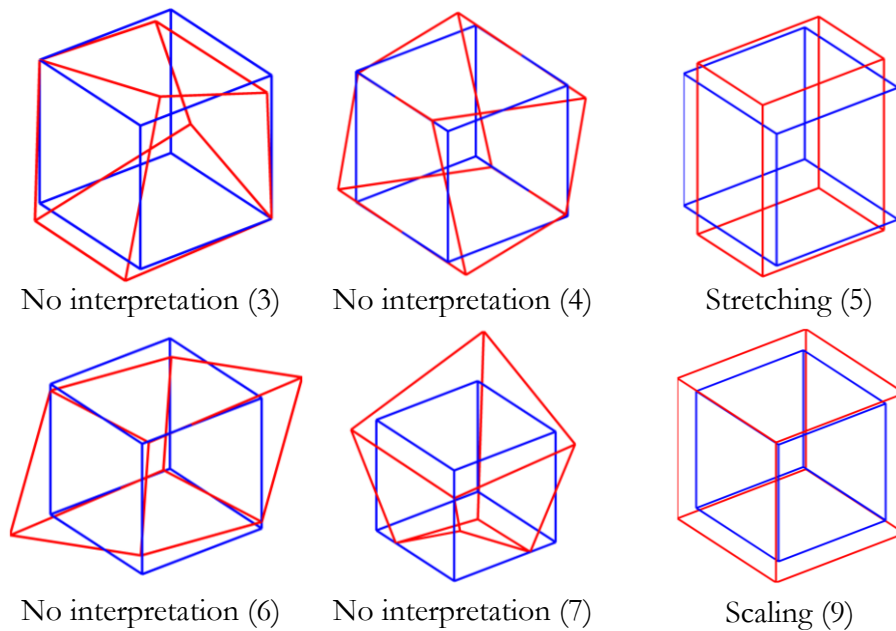 No interpretation (3)
No interpretation (4)
Stretching (5)
No interpretation (6)
No interpretation (7)
Scaling (9)